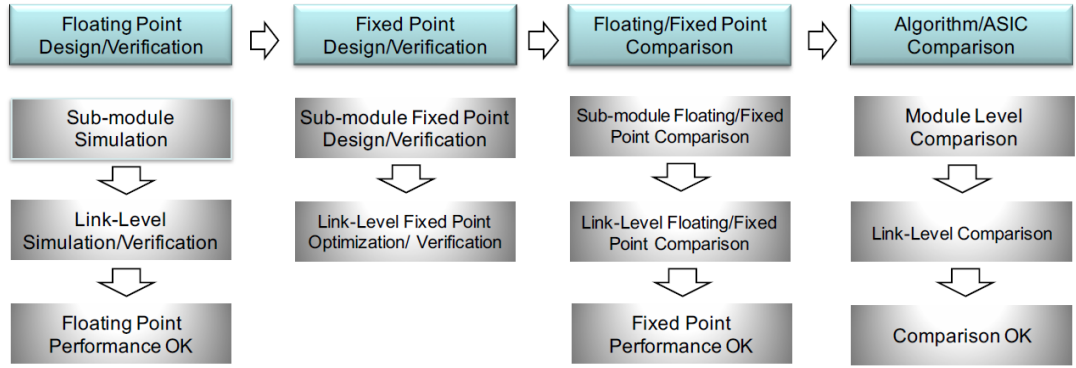 Floating Point
Design/Verification
Fixed Point
Design/Verification
Floating/Fixed Point
Comparison
Algorithm/ASIC
Comparison
Sub-module
Simulation
Link-Level
Simulation/Verification
Floating Point
Performance OK
Sub-module Fixed Point
Design/Verification
Link-Level Fixed Point
Optimization/ Verification
Sub-module Floating/Fixed
Point Comparison
Link-Level Floating/Fixed
Point Comparison
Fixed Point
Performance OK
Module Level
Comparison
Link-Level Comparison
Comparison OK